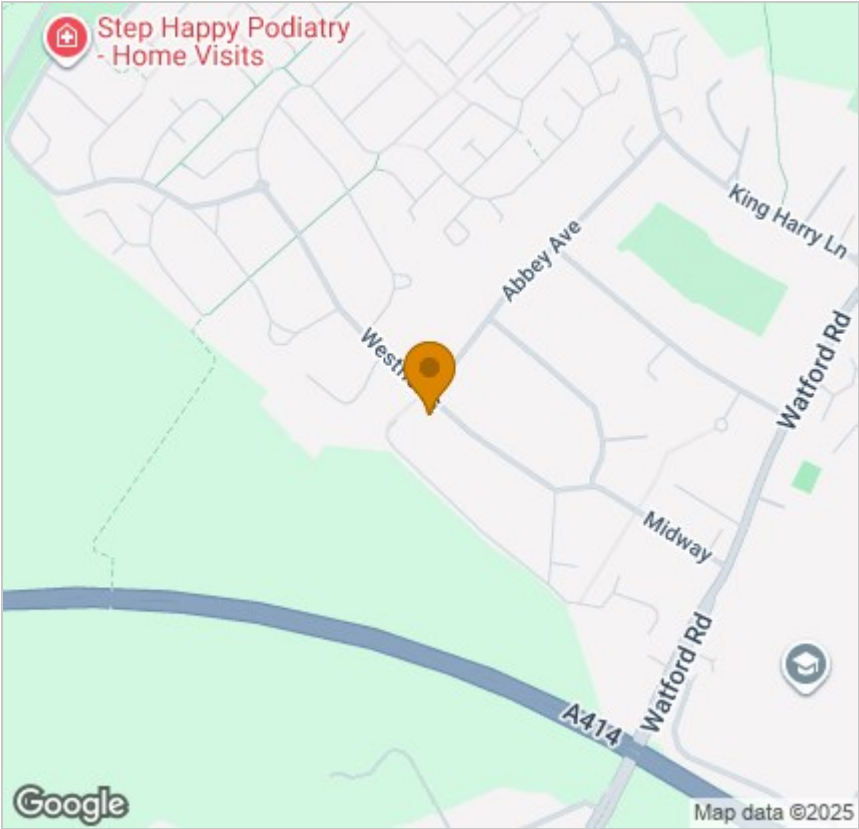 Step Happy Podiatry
- Home Visits
King Harry Ln
Abbey Ave
Watford Rd
Midway
Watford Rd
A414
Google
Map data ©2025